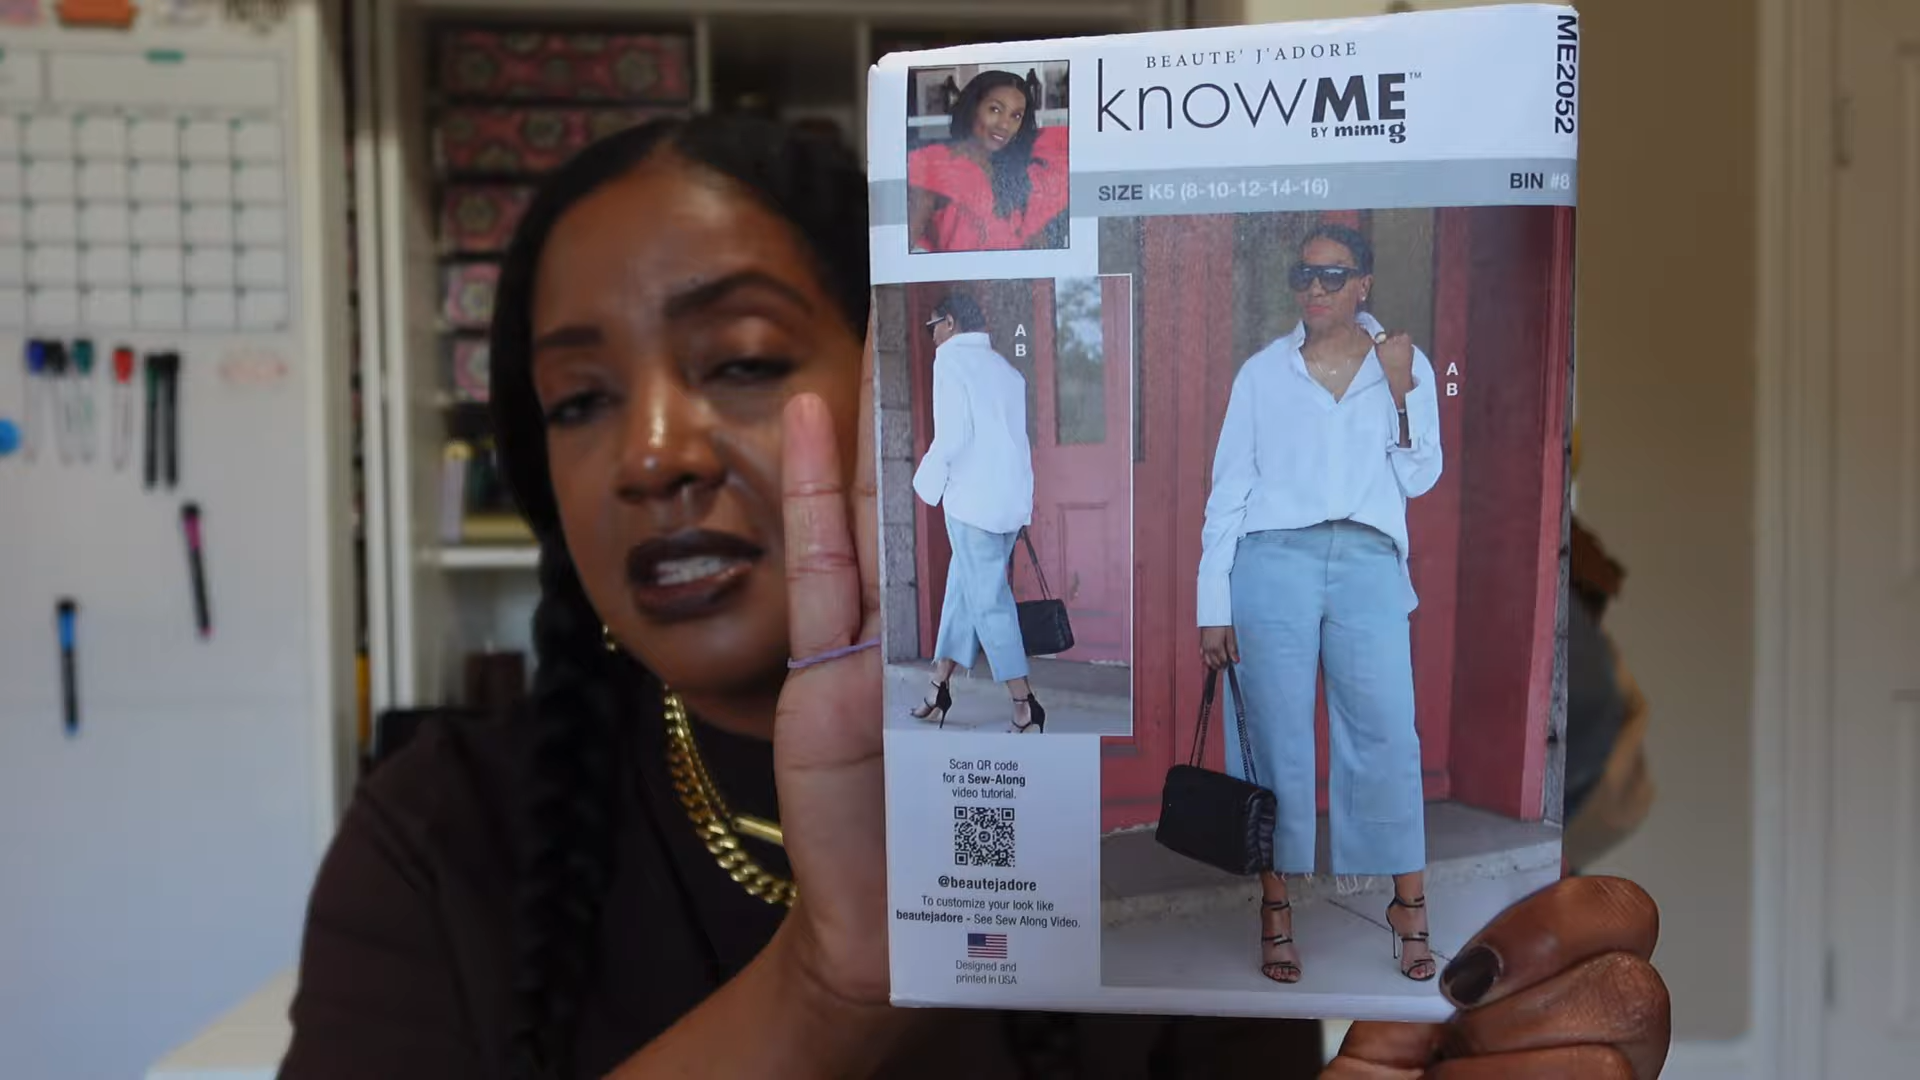 BEAUTE' J'ADORE
knowME™
BY mimi g
ME2052
SIZE K5 (8-10-12-14-16)
BIN #8
A
B
A
B
Scan QR code
for a Sew-Along
video tutorial.
@beautejadore
To customize your look like
beautejadore - See Sew Along Video.
Designed and
printed in USA